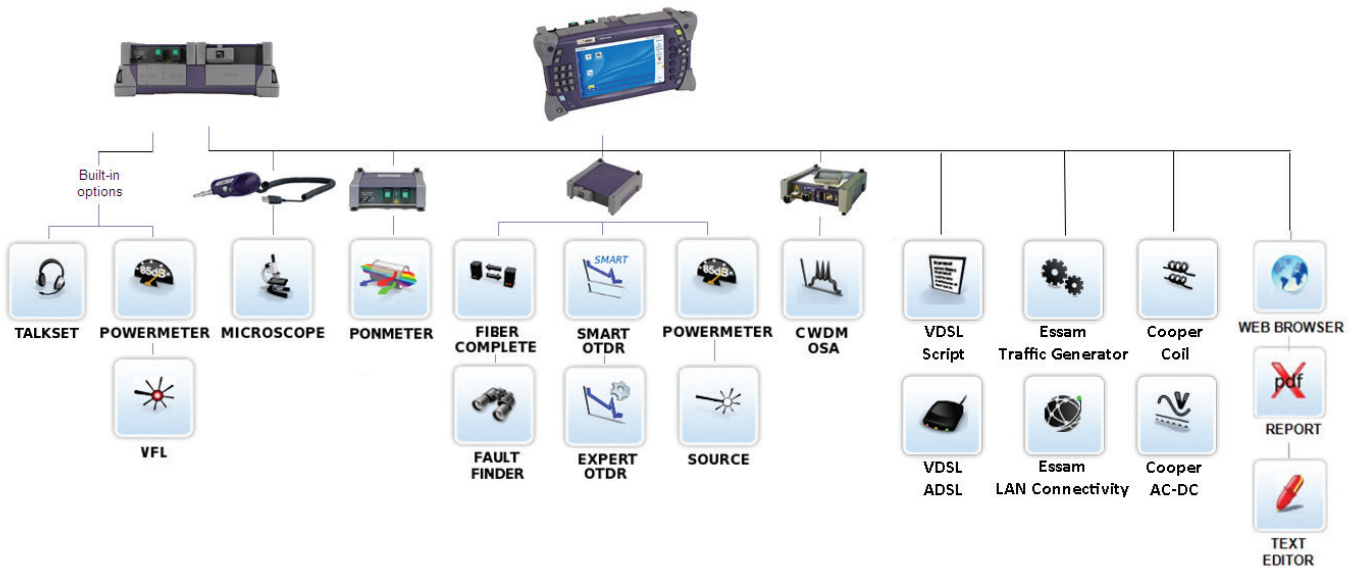 Built-in
options
85dB
TALKSET
POWERMETER
VFL
MICROSCOPE
PONMETER
FIBER
COMPLETE
FAULT
FINDER
SMART
SMART
OTDR
EXPERT
OTDR
85dB
POWERMETER
SOURCE
CWDM
OSA
VDSL
Script
VDSL
ADSL
Essam
Traffic Generator
Essam
LAN Connectivity
Cooper
Coil
V
Cooper
AC-DC
WEB BROWSER
pdf
REPORT
TEXT
EDITOR